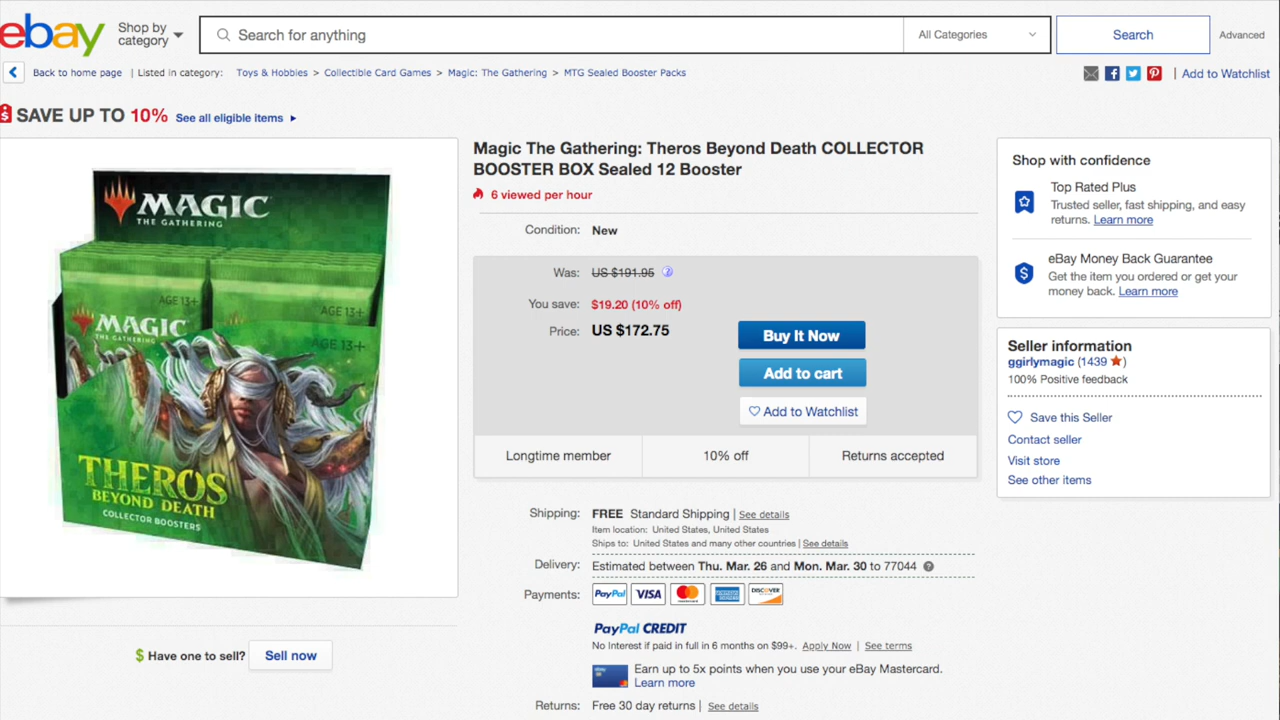 ebay
Shop by
category
Search for anything
All Categories
Search
Advanced
Back to home page | Listed in category: Toys & Hobbies > Collectible Card Games > Magic: The Gathering > MTG Sealed Booster Packs
| Add to Watchlist
$ SAVE UP TO 10% See all eligible items ▸
MAGIC
THE GATHERING
AGE 13+
AGE 13+
MAGIC
THE GATHERING
AGE 13+
THEROS
BEYOND DEATH
COLLECTOR BOOSTERS
$ Have one to sell? Sell now
Magic The Gathering: Theros Beyond Death COLLECTOR
BOOSTER BOX Sealed 12 Booster
6 viewed per hour
Condition: New
Was: US $191.95
You save: $19.20 (10% off)
Price: US $172.75
Buy It Now
Add to cart
Add to Watchlist
Longtime member
10% off
Returns accepted
Shipping: FREE Standard Shipping | See details
Item location: United States, United States
Ships to: United States and many other countries | See details
Delivery: Estimated between Thu. Mar. 26 and Mon. Mar. 30 to 77044
Payments: PayPal VISA MasterCard AMERICAN EXPRESS DISCOVER
PayPal CREDIT
No Interest if paid in full in 6 months on $99+. Apply Now | See terms
Earn up to 5x points when you use your eBay Mastercard.
Learn more
Returns: Free 30 day returns | See details
Shop with confidence
Top Rated Plus
Trusted seller, fast shipping, and easy
returns. Learn more
eBay Money Back Guarantee
Get the item you ordered or get your
money back. Learn more
Seller information
ggirlymagic (1439 ★)
100% Positive feedback
Save this Seller
Contact seller
Visit store
See other items